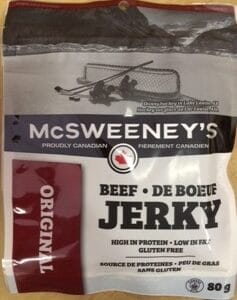 McSWEENEY'S
PROUDLY CANADIAN FIÈREMENT CANADIEN
ORIGINAL
BEEF • DE BOEUF
JERKY
HIGH IN PROTEIN • LOW IN FAT
GLUTEN FREE
SOURCE DE PROTÉINES • PEU DE GRAS
SANS GLUTEN
80g